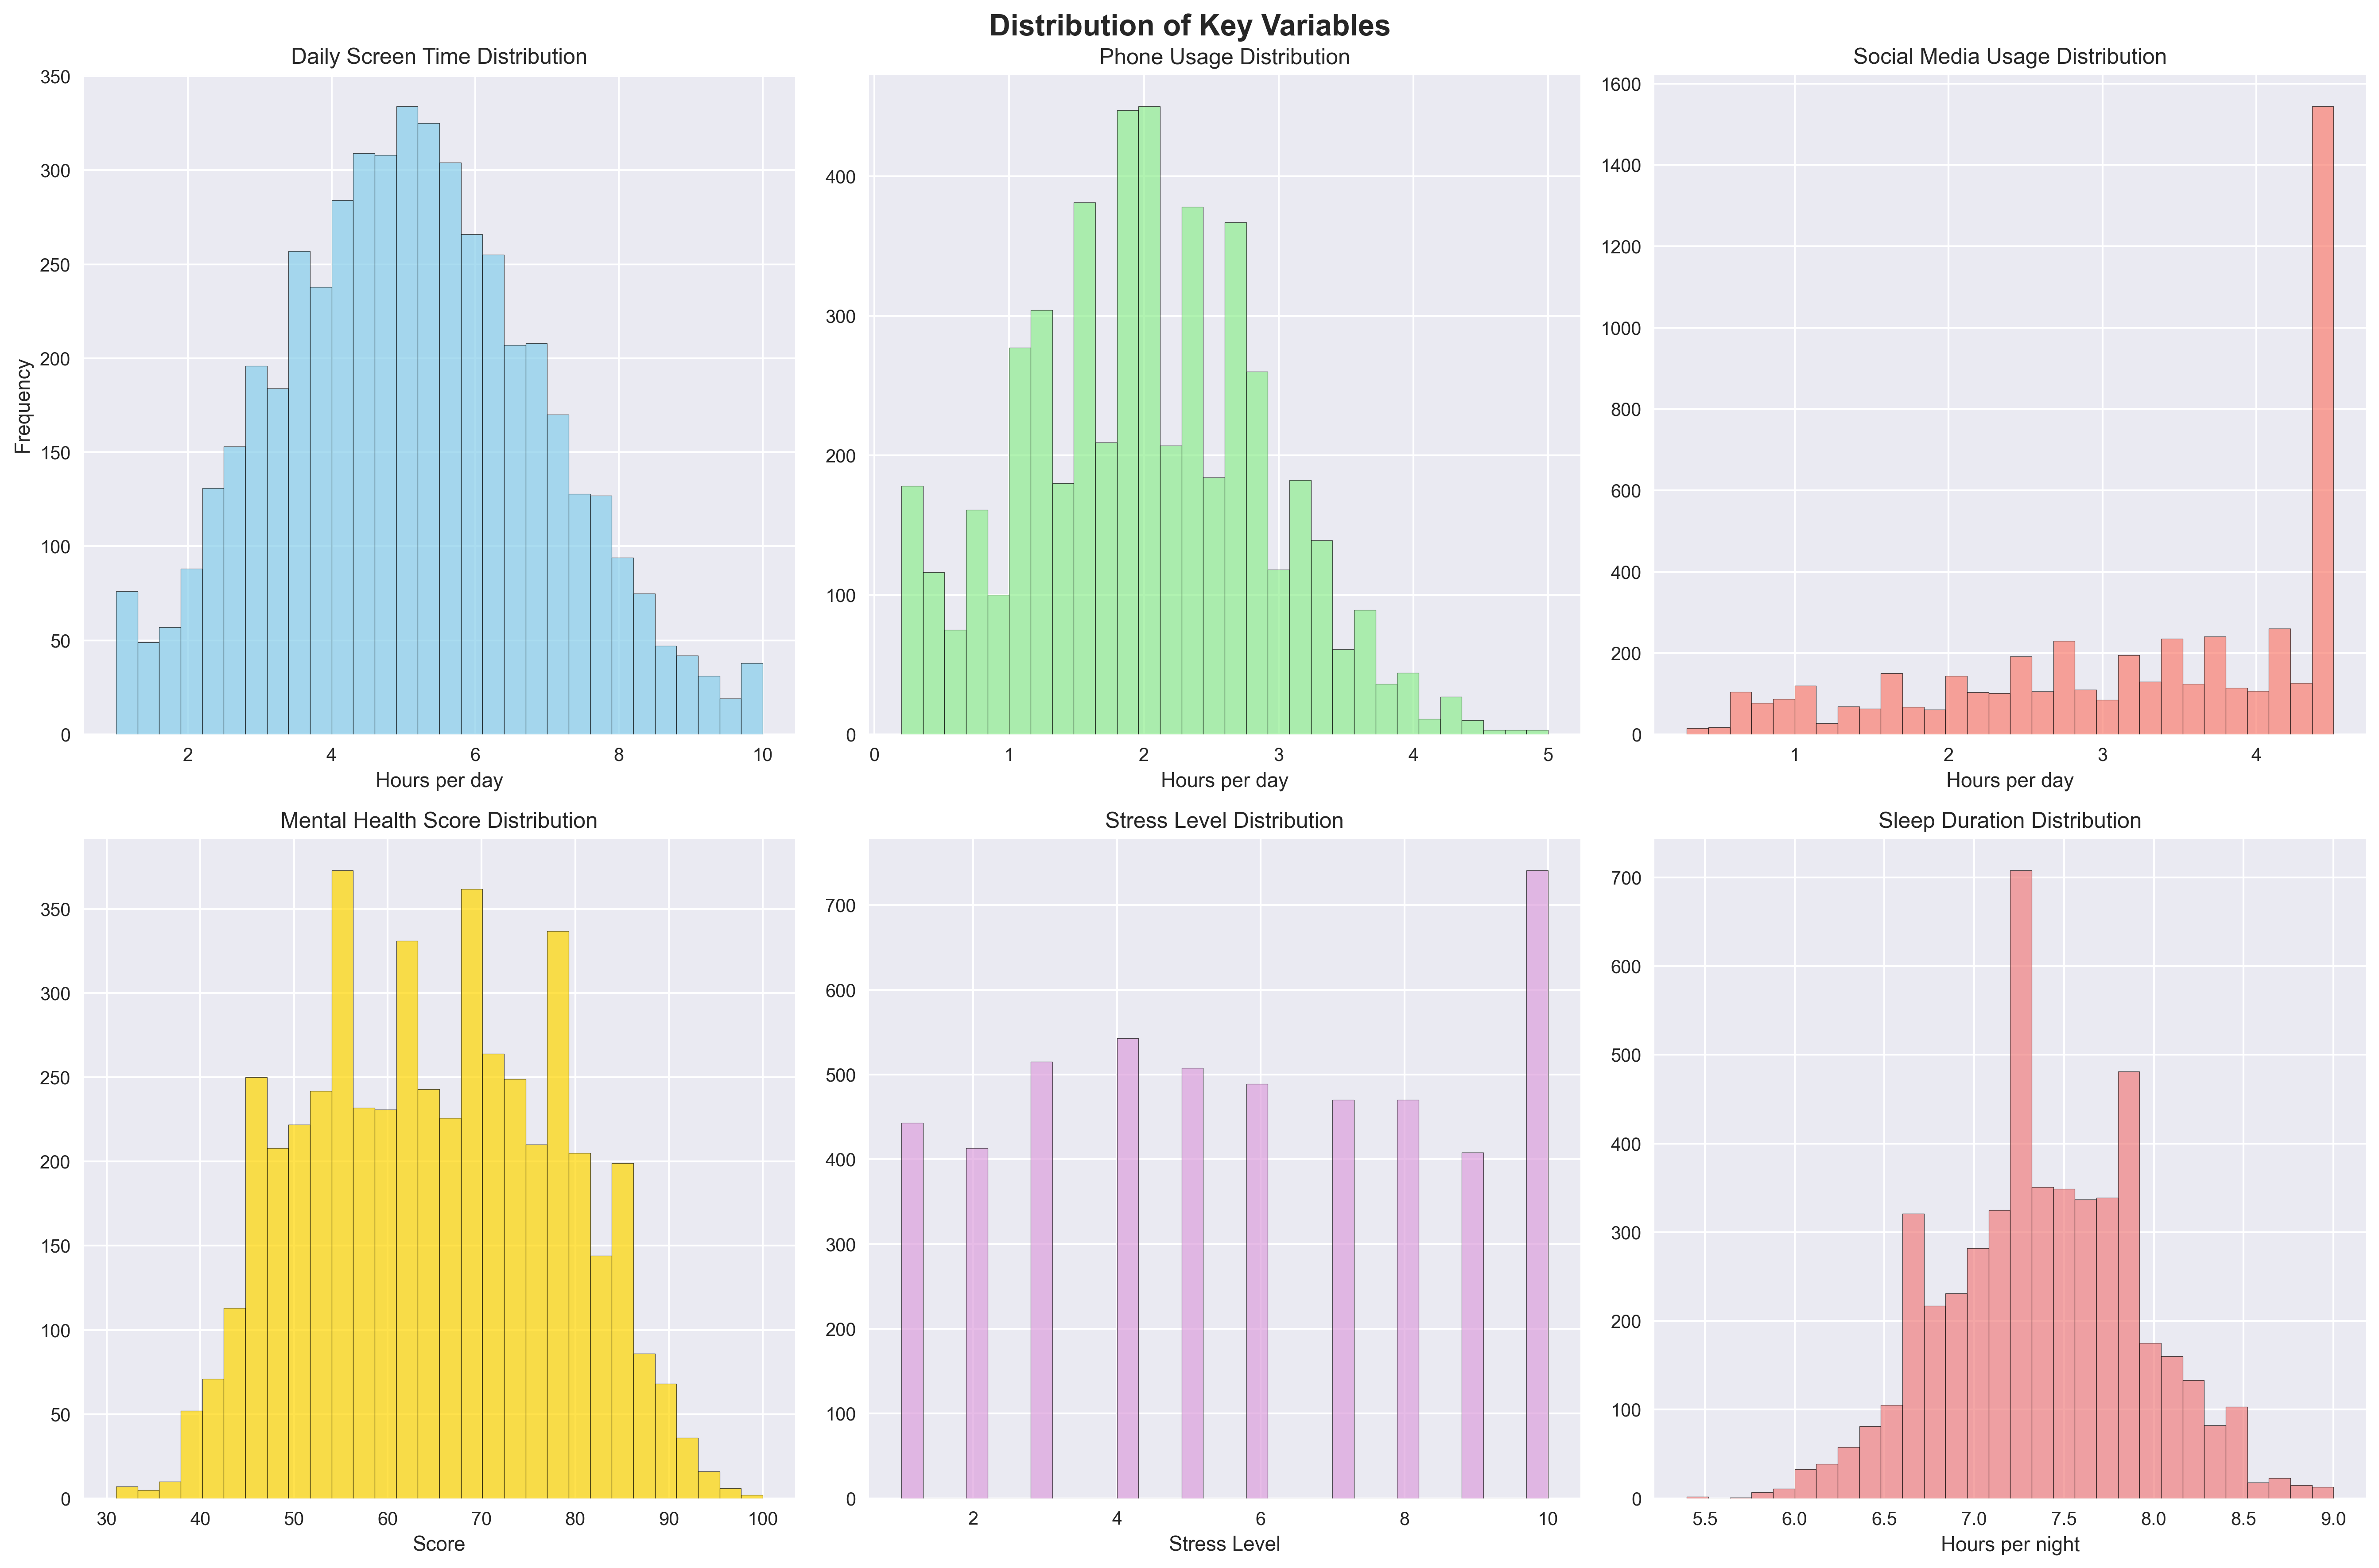 Distribution of Key Variables
Daily Screen Time Distribution
350
300
250
200
150
100
50
0
Frequency
2 4 6 8 10
Hours per day
Phone Usage Distribution
400
300
200
100
0
0 1 2 3 4 5
Hours per day
Social Media Usage Distribution
1600
1400
1200
1000
800
600
400
200
0
1 2 3 4
Hours per day
Mental Health Score Distribution
350
300
250
200
150
100
50
0
30 40 50 60 70 80 90 100
Score
Stress Level Distribution
700
600
500
400
300
200
100
0
2 4 6 8 10
Stress Level
Sleep Duration Distribution
700
600
500
400
300
200
100
0
5.5 6.0 6.5 7.0 7.5 8.0 8.5 9.0
Hours per night